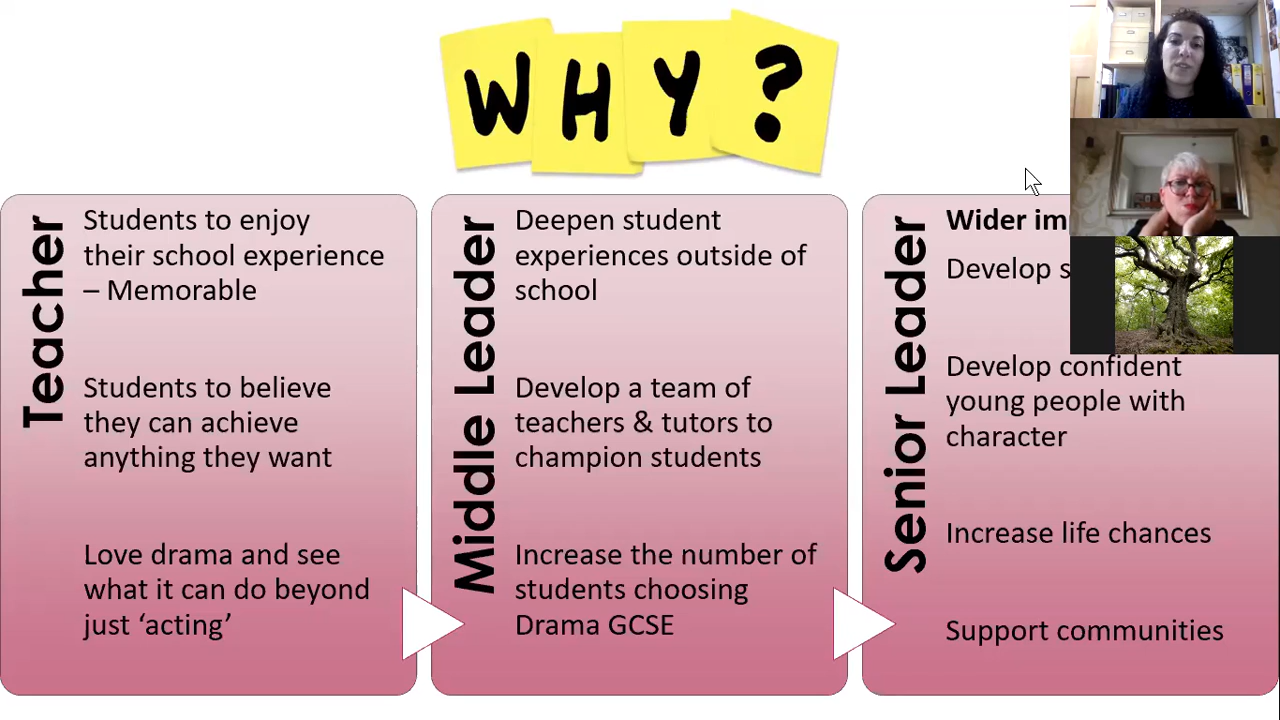 WHY?
Teacher
Students to enjoy
their school experience
– Memorable
Students to believe
they can achieve
anything they want
Love drama and see
what it can do beyond
just ‘acting’
Middle Leader
Deepen student
experiences outside of
school
Develop a team of
teachers & tutors to
champion students
Increase the number of
students choosing
Drama GCSE
Senior Leader
Wider
Develop
Develop confident
young people with
character
Increase life chances
Support communities